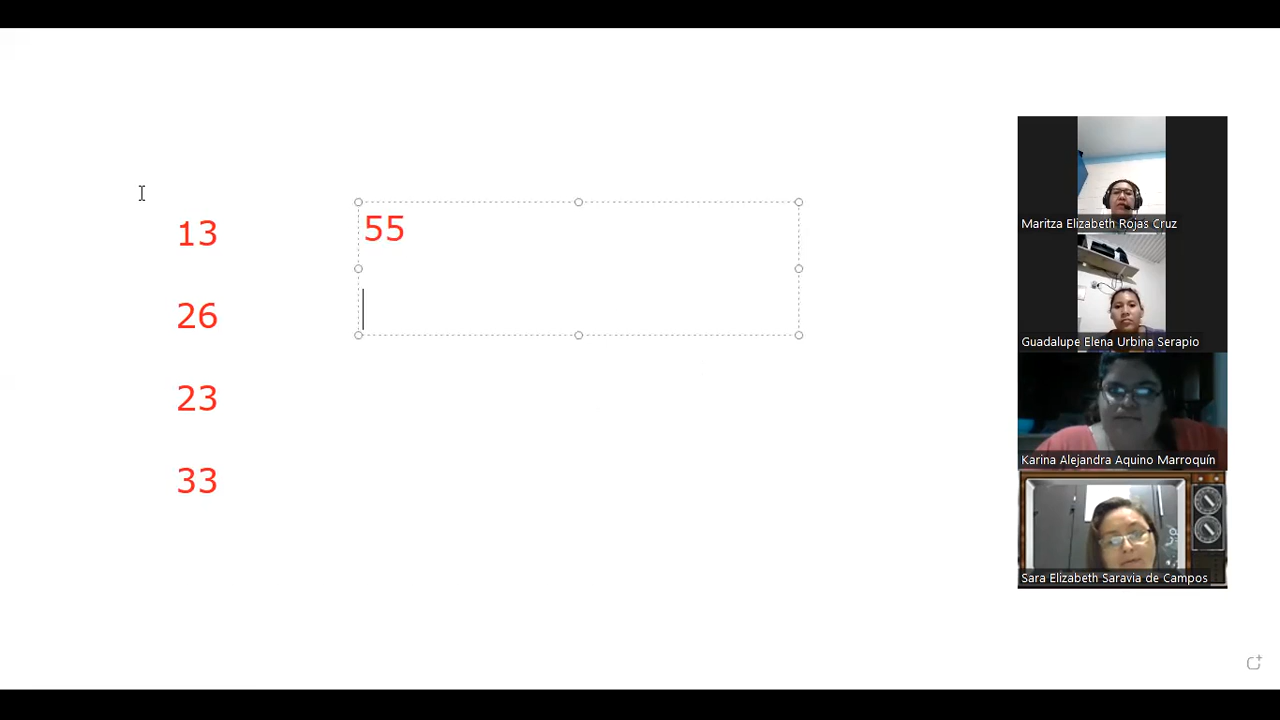 13
26
23
33
55
Maritza Elizabeth Rojas Cruz
Guadalupe Elena Urbina Serapio
Karina Alejandra Aquino Marroquín
Sara Elizabeth Saravia de Campos